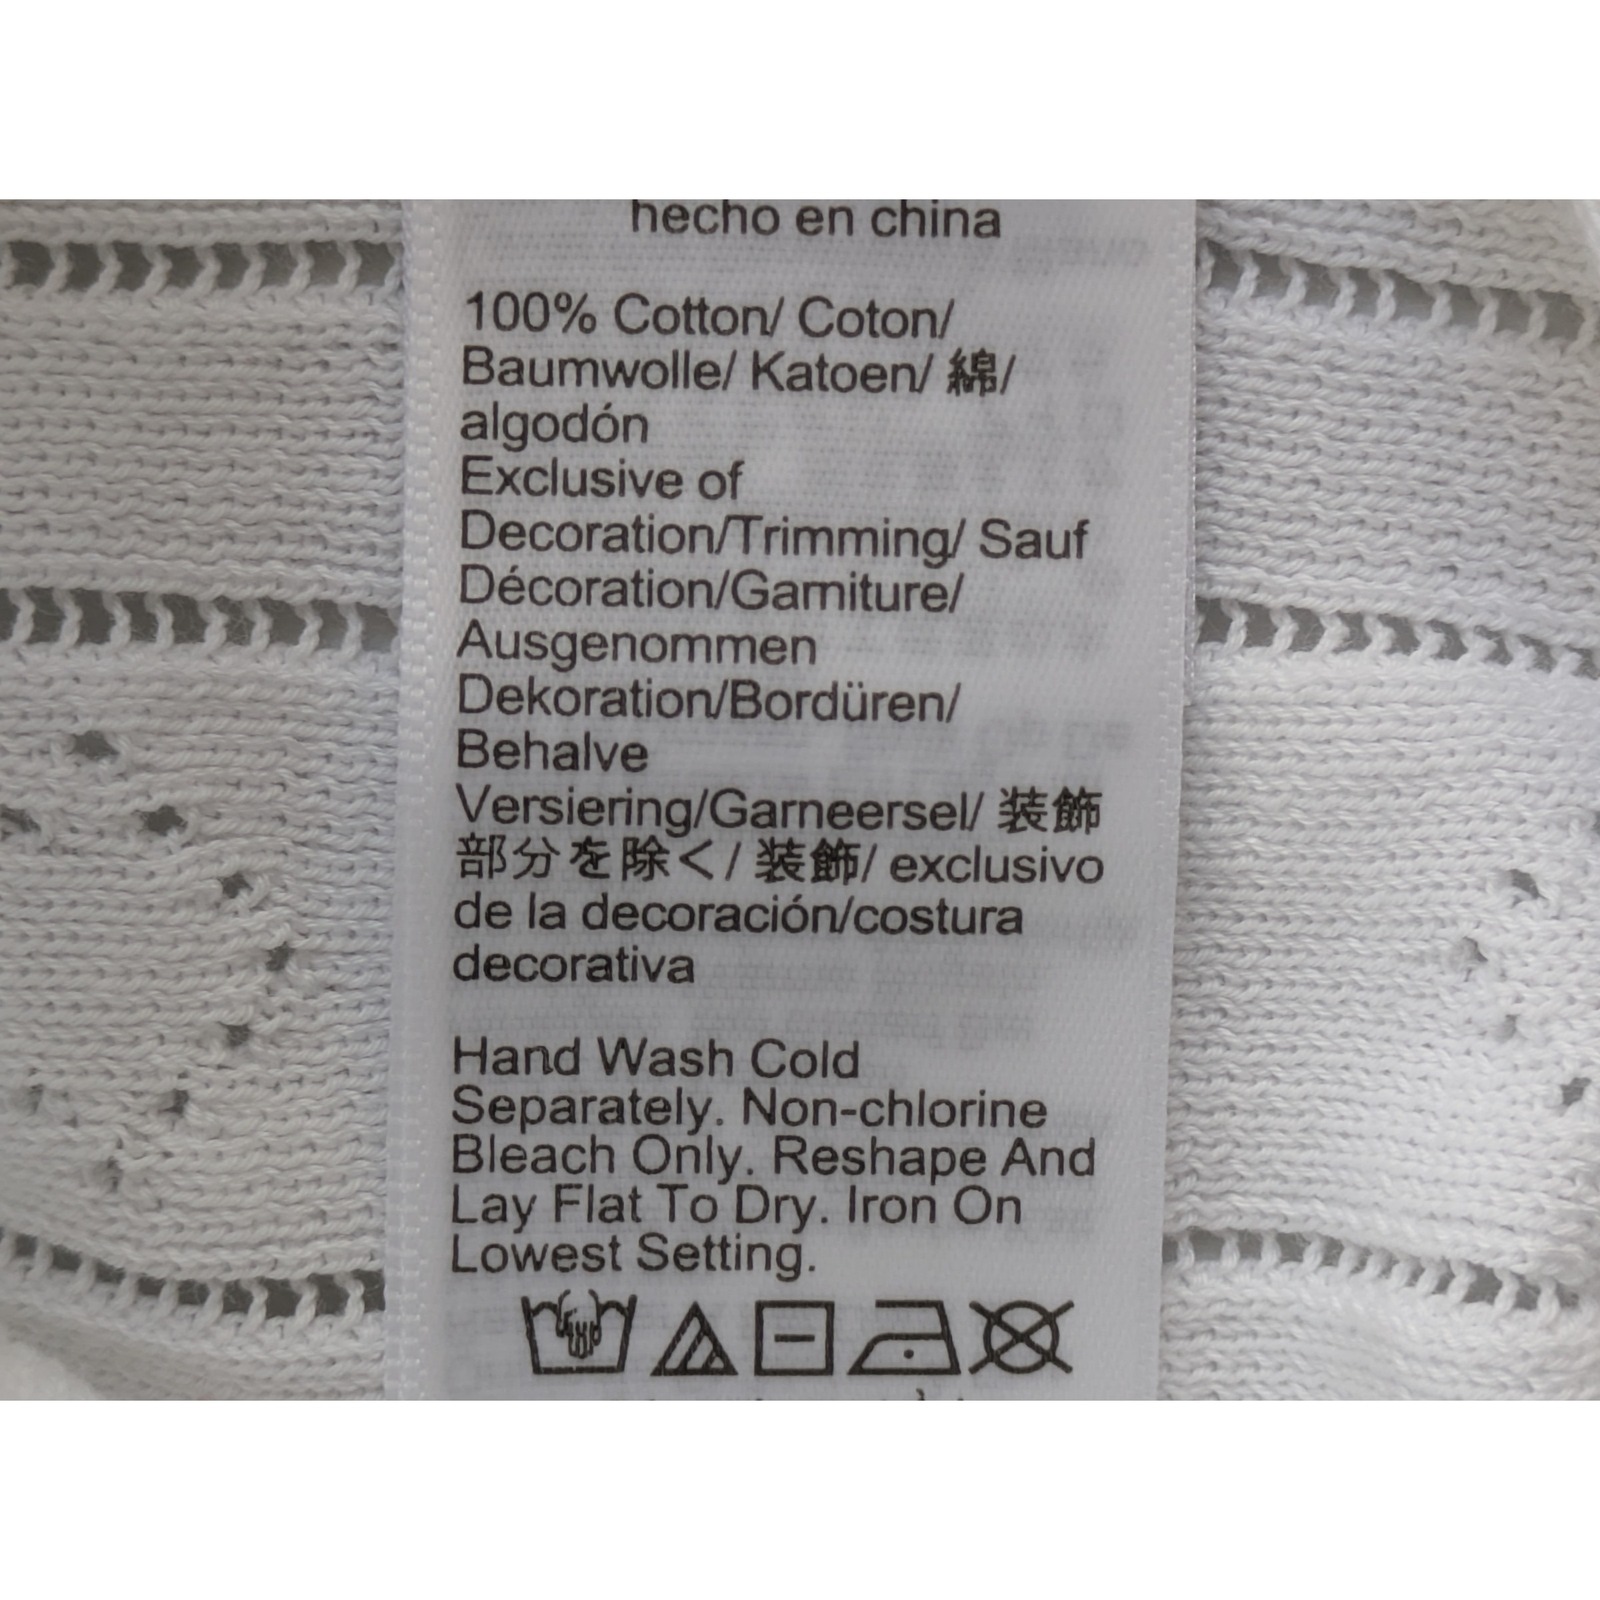 hecho en china
100% Cotton/ Coton/
Baumwolle/ Katoen/ 綿/
algodón
Exclusive of
Decoration/Trimming/ Sauf
Décoration/Garniture/
Ausgenommen
Dekoration/Bordüren/
Behalve
Versiering/Garneersel/ 装飾
部分を除く/ 装飾/ exclusivo
de la decoración/costura
decorativa
Hand Wash Cold
Separately. Non-chlorine
Bleach Only. Reshape And
Lay Flat To Dry. Iron On
Lowest Setting.